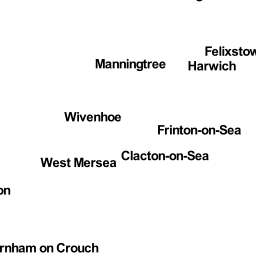 Felixstow
Manningtree
Harwich
Wivenhoe
Frinton-on-Sea
Clacton-on-Sea
West Mersea
on
rnham on Crouch